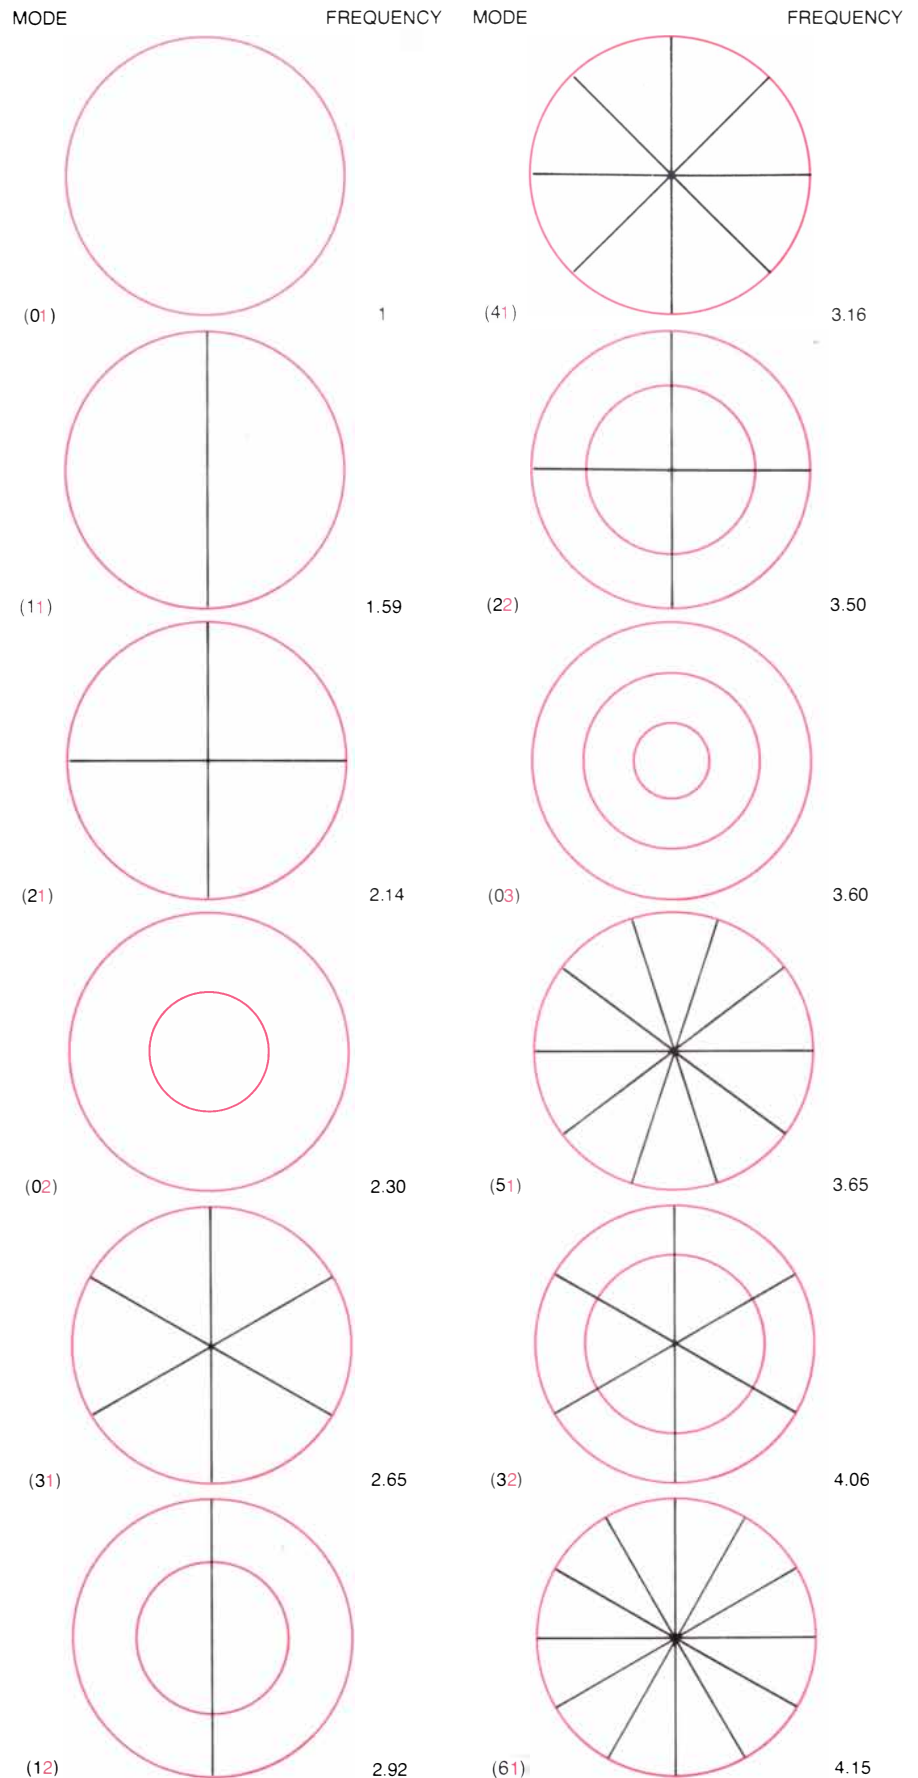 MODE FREQUENCY MODE FREQUENCY
(01) 1 (41) 3.16
(11) 1.59 (22) 3.50
(21) 2.14 (03) 3.60
(02) 2.30 (51) 3.65
(31) 2.65 (32) 4.06
(12) 2.92 (61) 4.15